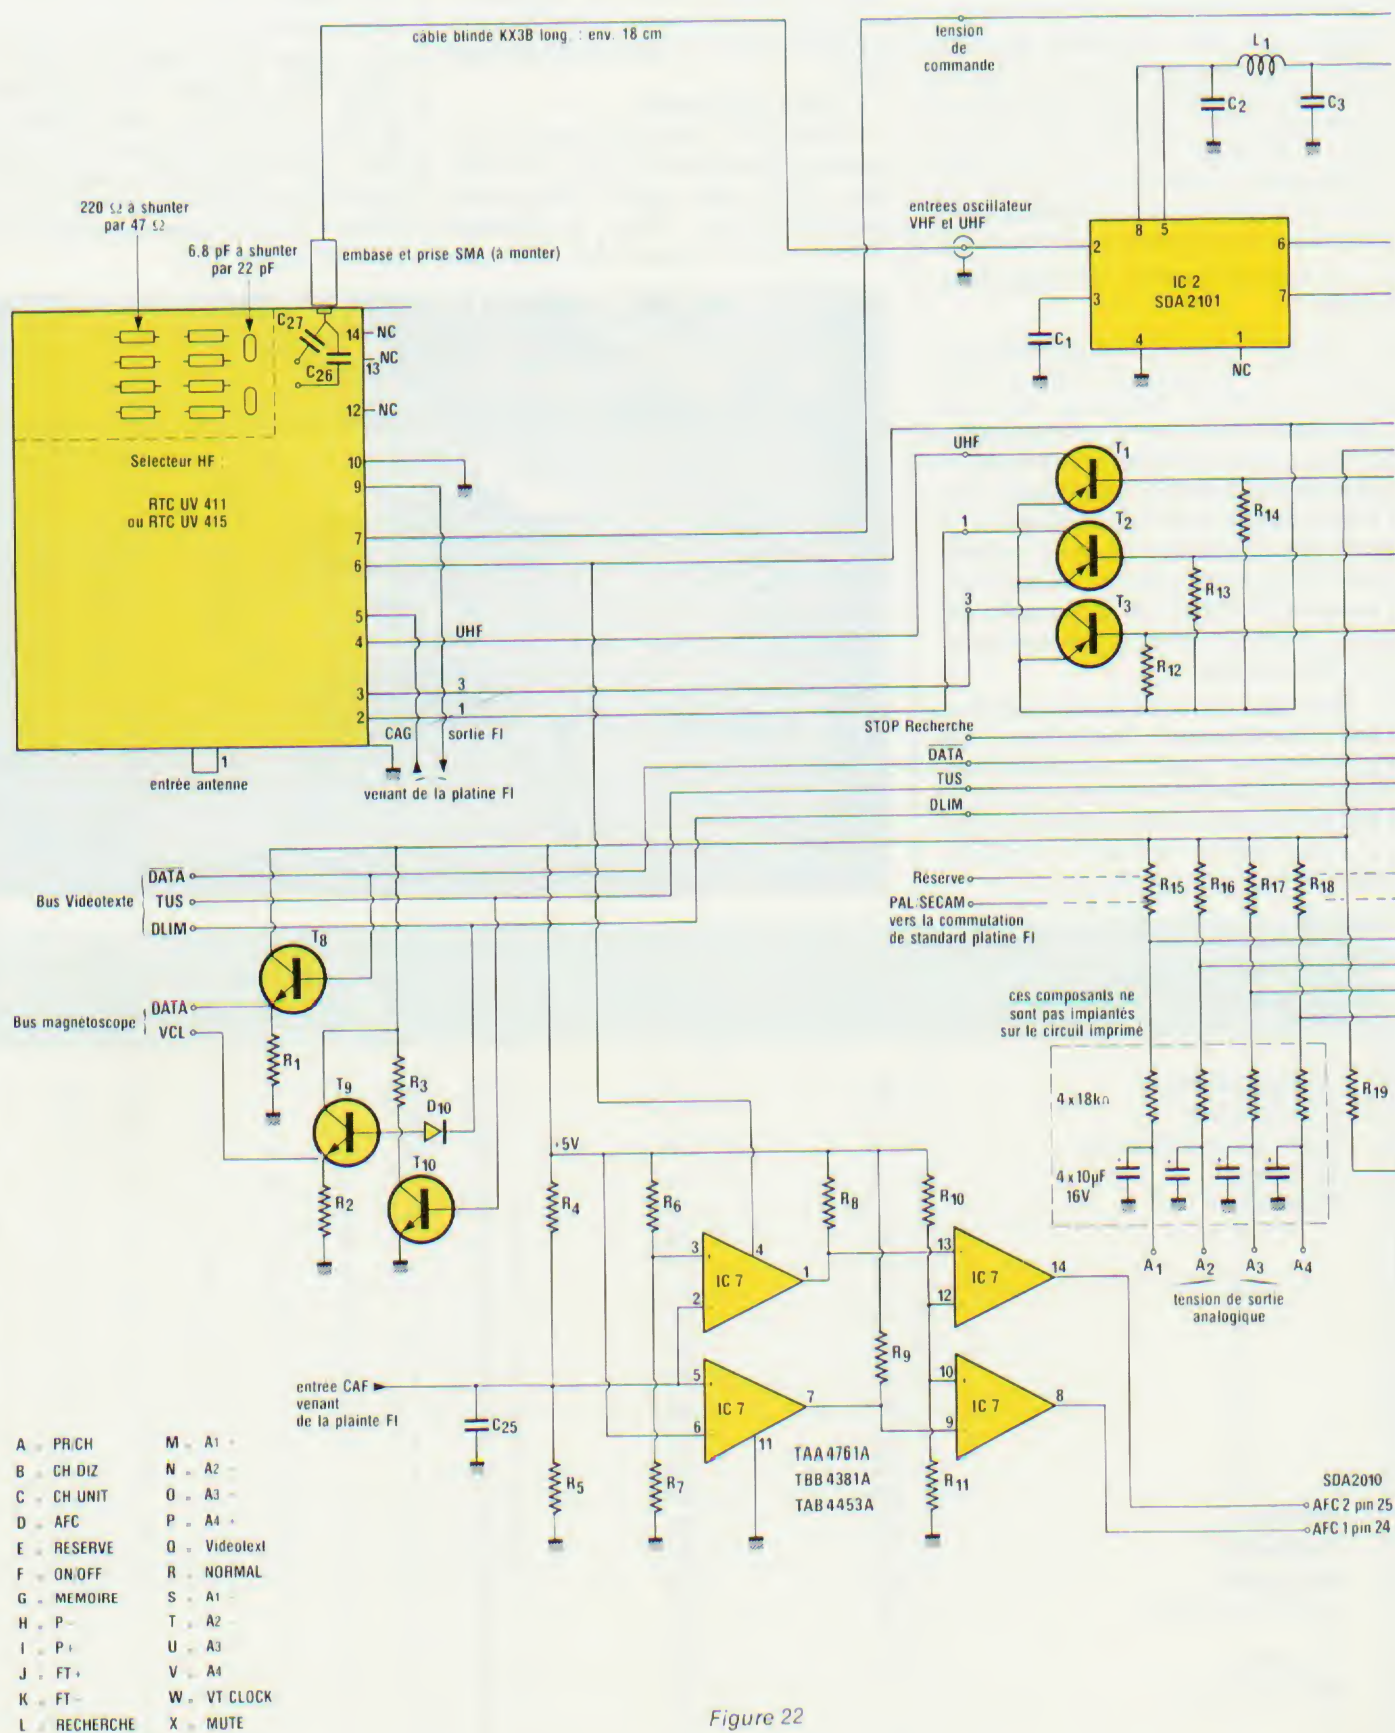 câble blindé KX3B long. : env. 18 cm
tension
de
commande
L1
C2
C3
220 Ω à shunter
par 47 Ω
6.8 pF à shunter
par 22 pF
embase et prise SMA (à monter)
entrées oscillateur
VHF et UHF
8 5
2
6
IC 2
SDA 2101
3
7
4
1
NC
C1
C27
C26
14 NC
13 NC
12 NC
Sélecteur HF :
RTC UV 411
ou RTC UV 415
10
9
7
6
5
4
3
2
UHF
3
1
CAG
sortie FI
1
entrée antenne
venant de la platine FI
UHF
T1
1
T2
3
T3
R14
R13
R12
STOP Recherche
DATA
TUS
DLIM
Bus Vidéotexte
DATA
TUS
DLIM
Réserve
PAL/SECAM
vers la commutation
de standard platine FI
R15
R16
R17
R18
T8
Bus magnétoscope
DATA
VCL
R1
ces composants ne
sont pas implantés
sur le circuit imprimé
T9
R3
D10
T10
R2
4 x 18kΩ
R19
4 x 10µF
16V
A1
A2
A3
A4
tension de sortie
analogique
+5V
R4
R6
R8
R10
3
4
2
IC 7
1
13
12
IC 7
14
R9
entrée CAF
venant
de la plainte FI
C25
5
6
IC 7
7
11
10
9
IC 7
8
R5
R7
TAA 4761A
TBB 4381A
TAB 4453A
R11
SDA2010
AFC 2 pin 25
AFC 1 pin 24
A = PR/CH
B = CH DIZ
C = CH UNIT
D = AFC
E = RESERVE
F = ON/OFF
G = MEMOIRE
H = P-
I = P+
J = FT+
K = FT-
L = RECHERCHE
M = A1
N = A2
O = A3
P = A4 +
Q = Videotext
R = NORMAL
S = A1 -
T = A2
U = A3
V = A4
W = VT CLOCK
X = MUTE
Figure 22